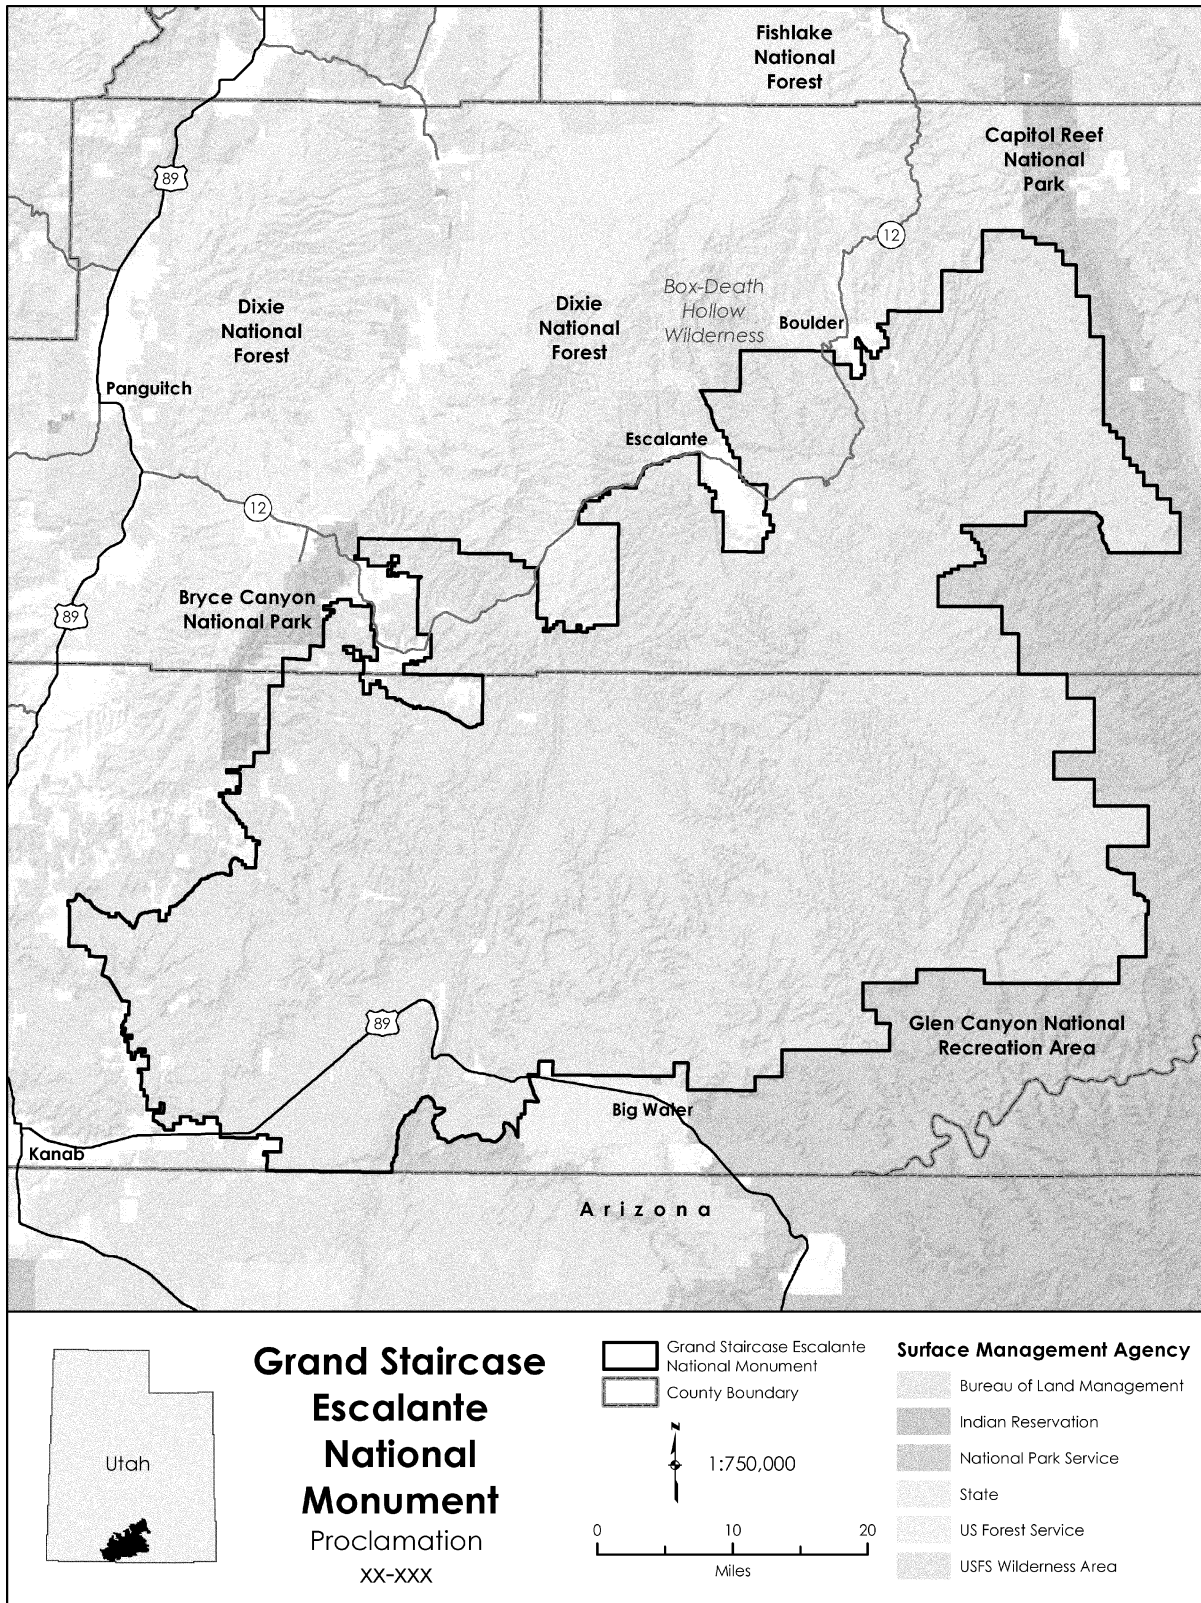 Fishlake
National
Forest
Capitol Reef
National
Park
89
12
Box-Death
Hollow
Wilderness
Dixie
National
Forest
Dixie
National
Forest
Boulder
Panguitch
Escalante
12
Bryce Canyon
National Park
89
89
Glen Canyon National
Recreation Area
Big Water
Kanab
Arizona
Grand Staircase
Escalante
National
Monument
Proclamation
xx-xxx
Utah
Grand Staircase Escalante
National Monument
County Boundary
N
1:750,000
0 10 20
Miles
Surface Management Agency
Bureau of Land Management
Indian Reservation
National Park Service
State
US Forest Service
USFS Wilderness Area